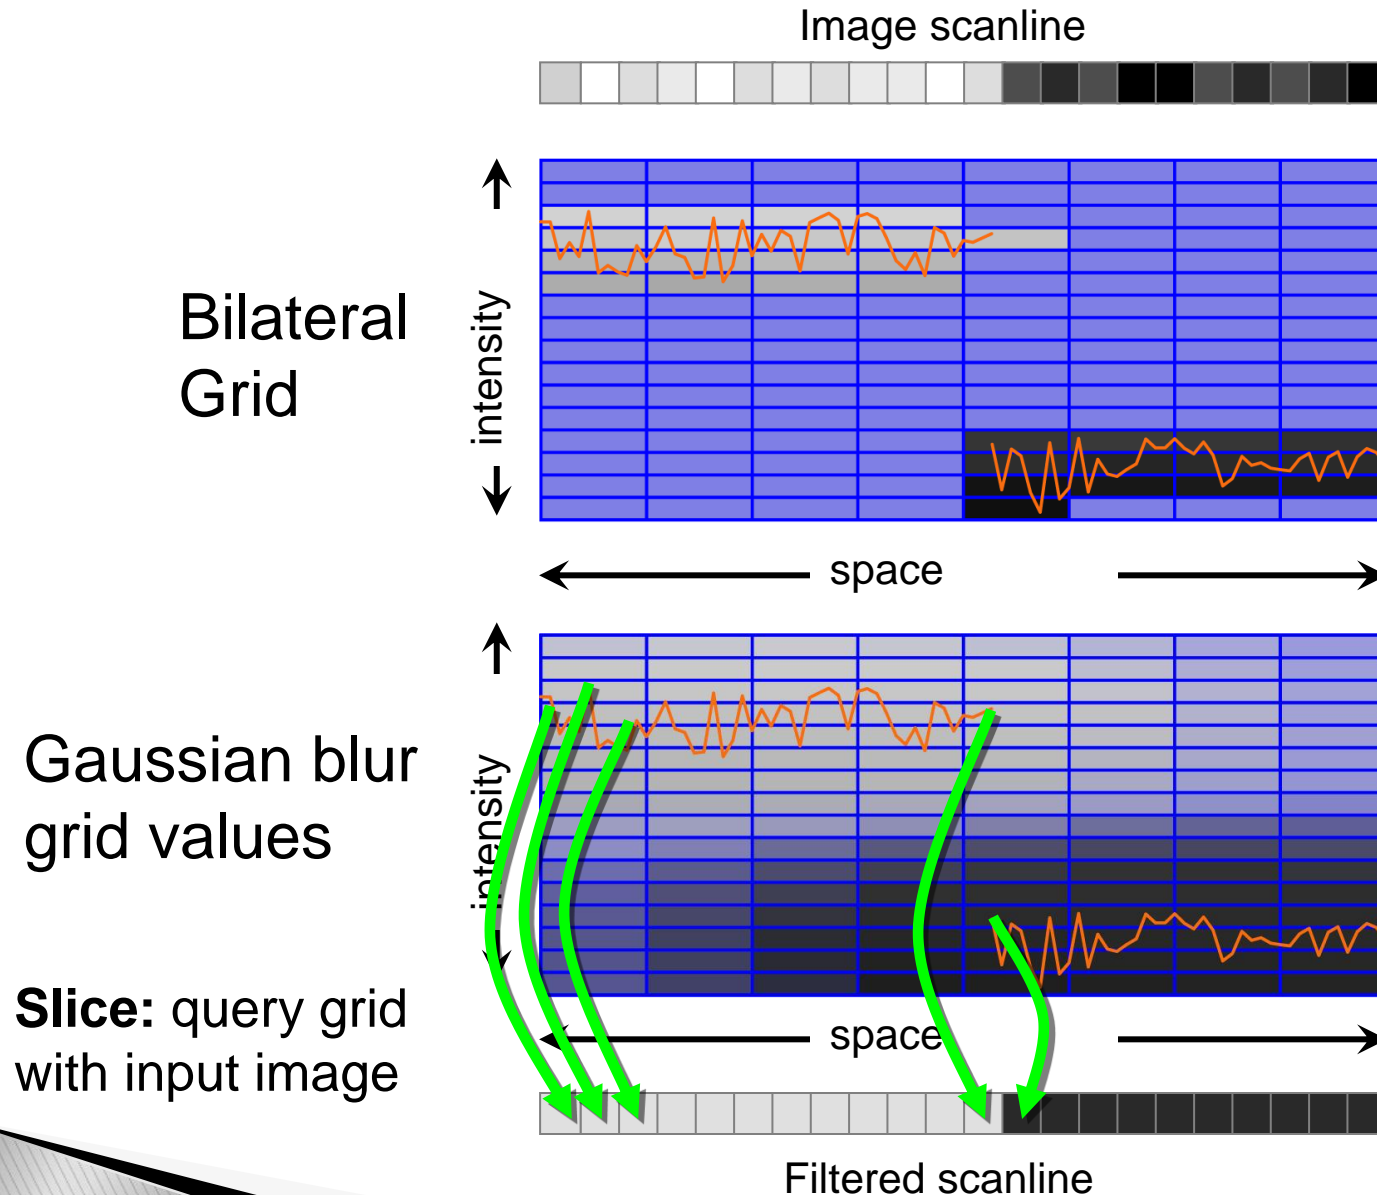 Image scanline
Bilateral
Grid
intensity
space
Gaussian blur
grid values
intensity
Slice: query grid
with input image
space
Filtered scanline